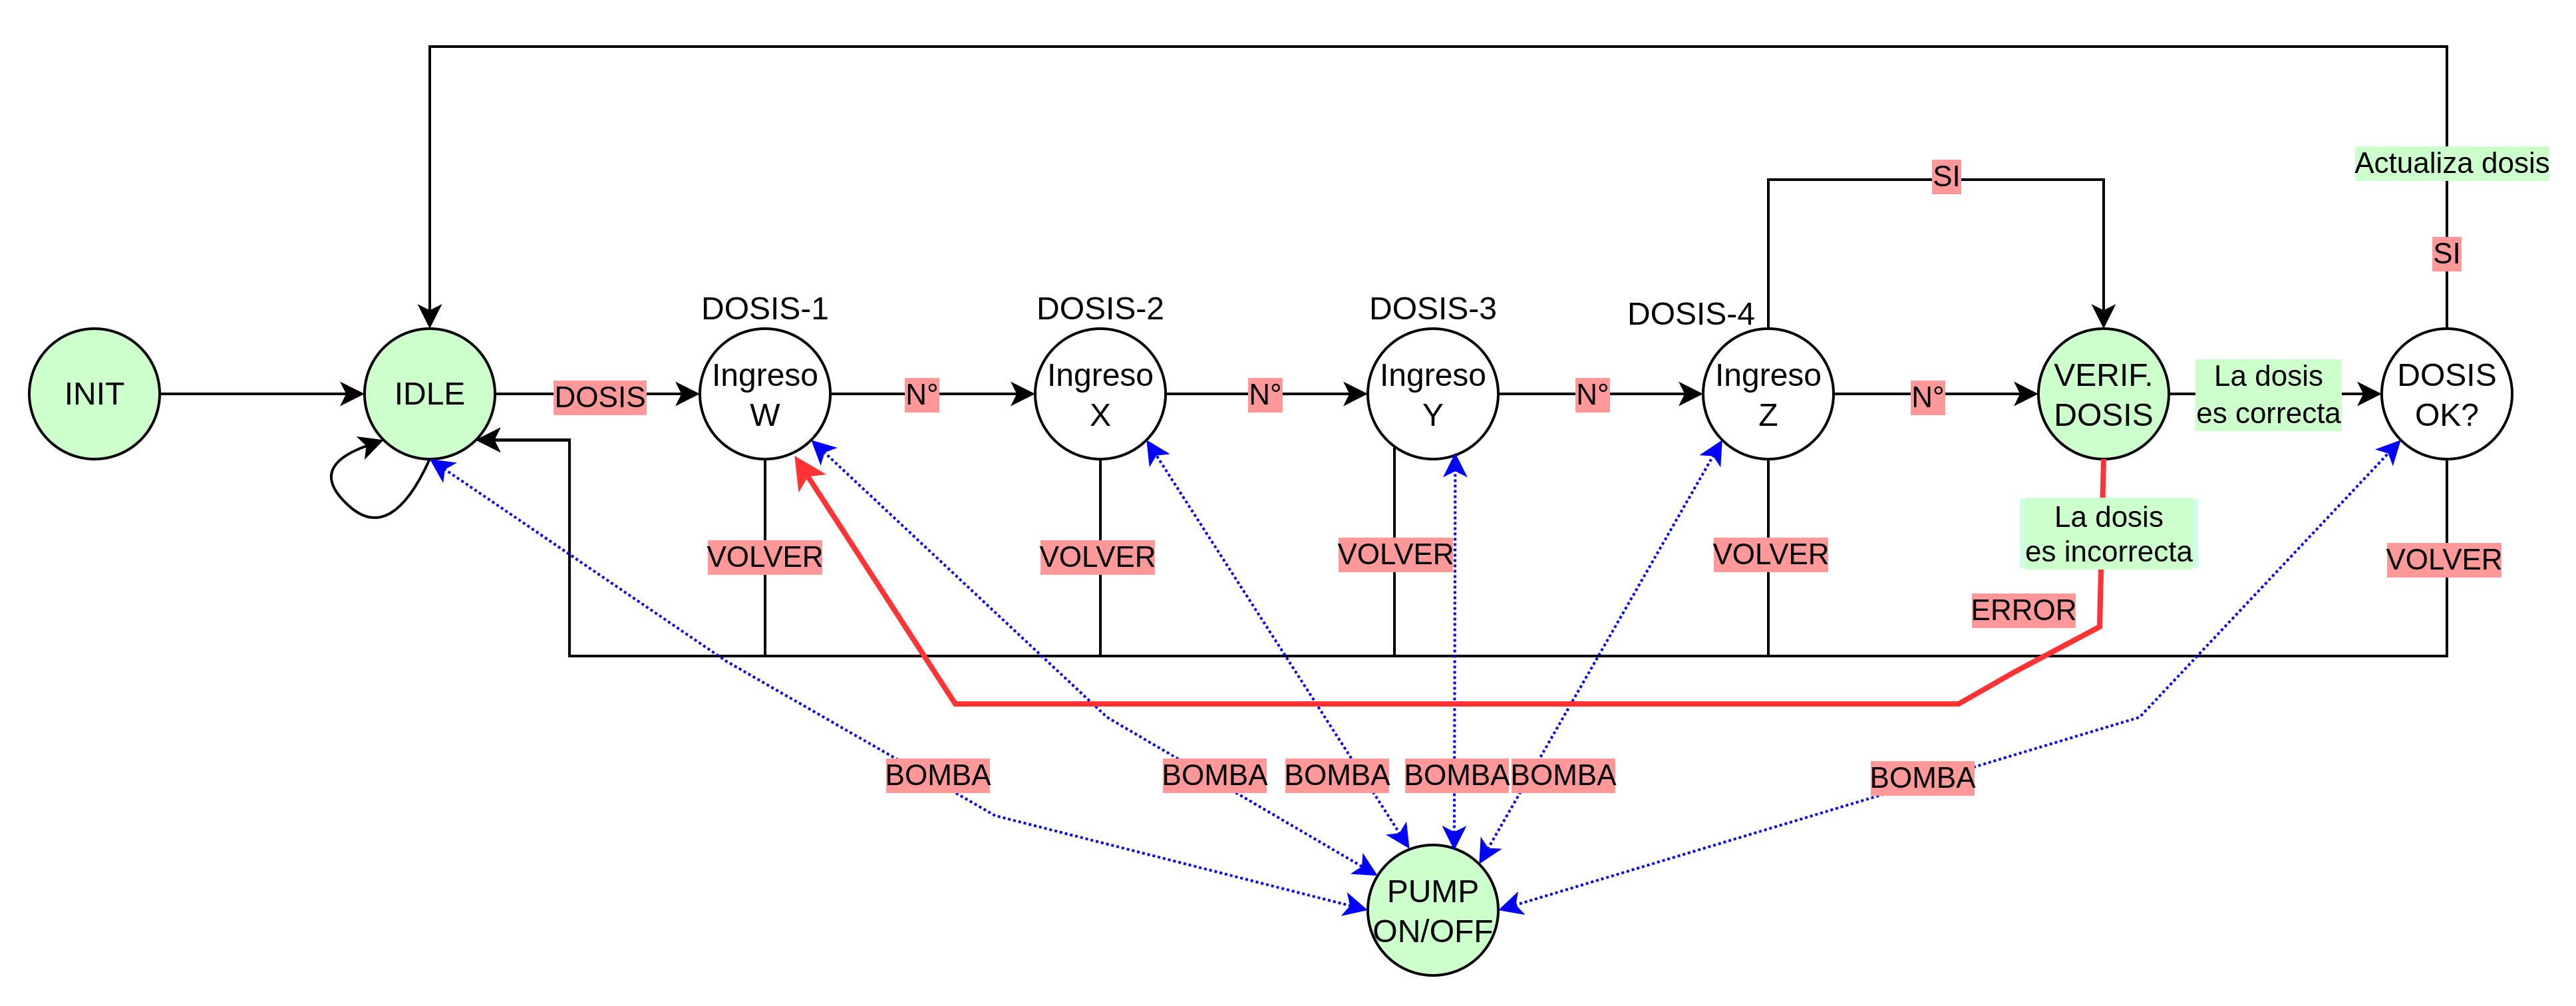 Actualiza dosis
SI
SI
DOSIS-1
DOSIS-2
DOSIS-3
DOSIS-4
INIT
IDLE
DOSIS
Ingreso
W
N°
Ingreso
X
N°
Ingreso
Y
N°
Ingreso
Z
N°
VERIF.
DOSIS
La dosis
es correcta
DOSIS
OK?
VOLVER
VOLVER
VOLVER
VOLVER
La dosis
es incorrecta
VOLVER
ERROR
BOMBA
BOMBA
BOMBA
BOMBA
BOMBA
BOMBA
PUMP
ON/OFF